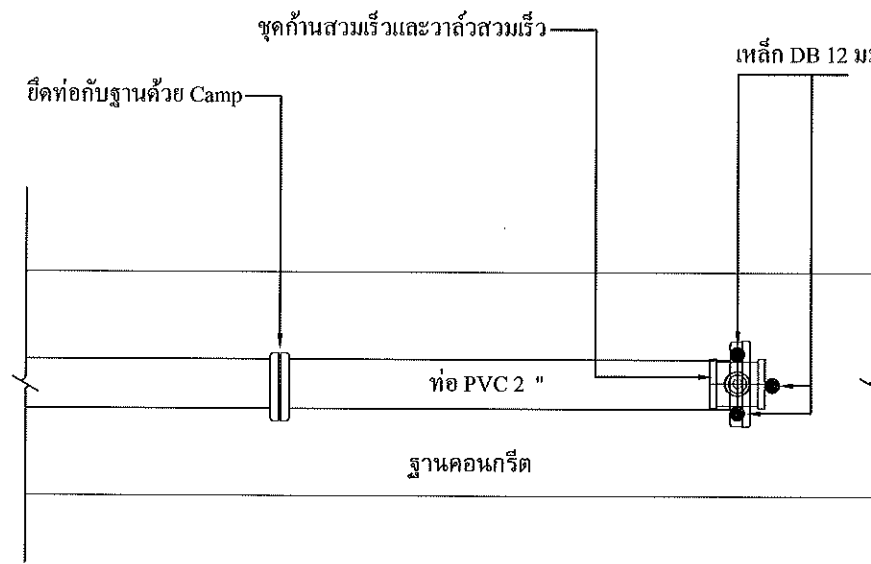 ชุดก้านสวมเร็วและวาล์วสวมเร็ว
เหล็ก DB 12 มม
ยึดท่อกับฐานด้วย Camp
ท่อ PVC 2 "
ฐานคอนกรีต